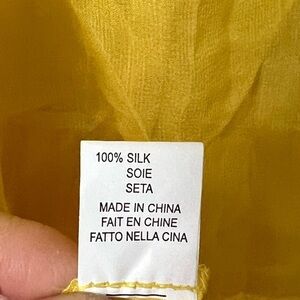 100% SILK
SOIE
SETA
MADE IN CHINA
FAIT EN CHINE
FATTO NELLA CINA